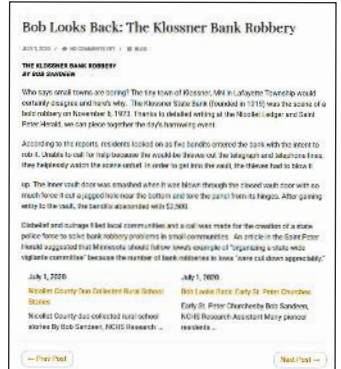 Bob Looks Back: The Klossner Bank Robbery
JULY 3, 2020 / NO COMMENTS YET / BLOG
THE KLOSSNER BANK ROBBERY
BY BOB SANDEEN
Who says small towns are boring? The tiny town of Klossner, MN in Lafayette Township would
certainly disagree and here's why. The Klossner State Bank (founded in 1919) was the scene of a
bold robbery on November 6, 1923. Thanks to detailed writing at the Nicollet Ledger and Saint
Peter Herald, we can piece together the day's harrowing event.
According to the reports, residents looked on as five bandits entered the bank with the intent to
rob it. Unable to call for help because the would-be thieves cut the telegraph and telephone lines,
they helplessly watch the scene unfurl. In order to get into the vault, the thieves had to blow it
up. The inner vault door was smashed when it was blown through the closed vault door with so
much force it cut a jagged hole near the bottom and tore the panel from its hinges. After gaining
entry to the vault, the bandits absconded with $2,500.
Disbelief and outrage filled local communities and a call was made for the creation of a state
police force to solve bank robbery problems in small communities. An article in the Saint Peter
Herald suggested that Minnesota should follow Iowa's example of "organizing a state wide
vigilante committee" because the number of bank robberies in Iowa "were cut down appreciably."
July 1, 2020
Nicollet County Duo Collected Rural School
Stories
Nicollet County duo collected rural school
stories By Bob Sandeen, NCHS Research ...
July 1, 2020
Bob Looks Back: Early St. Peter Churches
Early St. Peter Churchesby Bob Sandeen,
NCHS Research Assistant Many pioneer
residents ...
← Prev Post
Next Post →